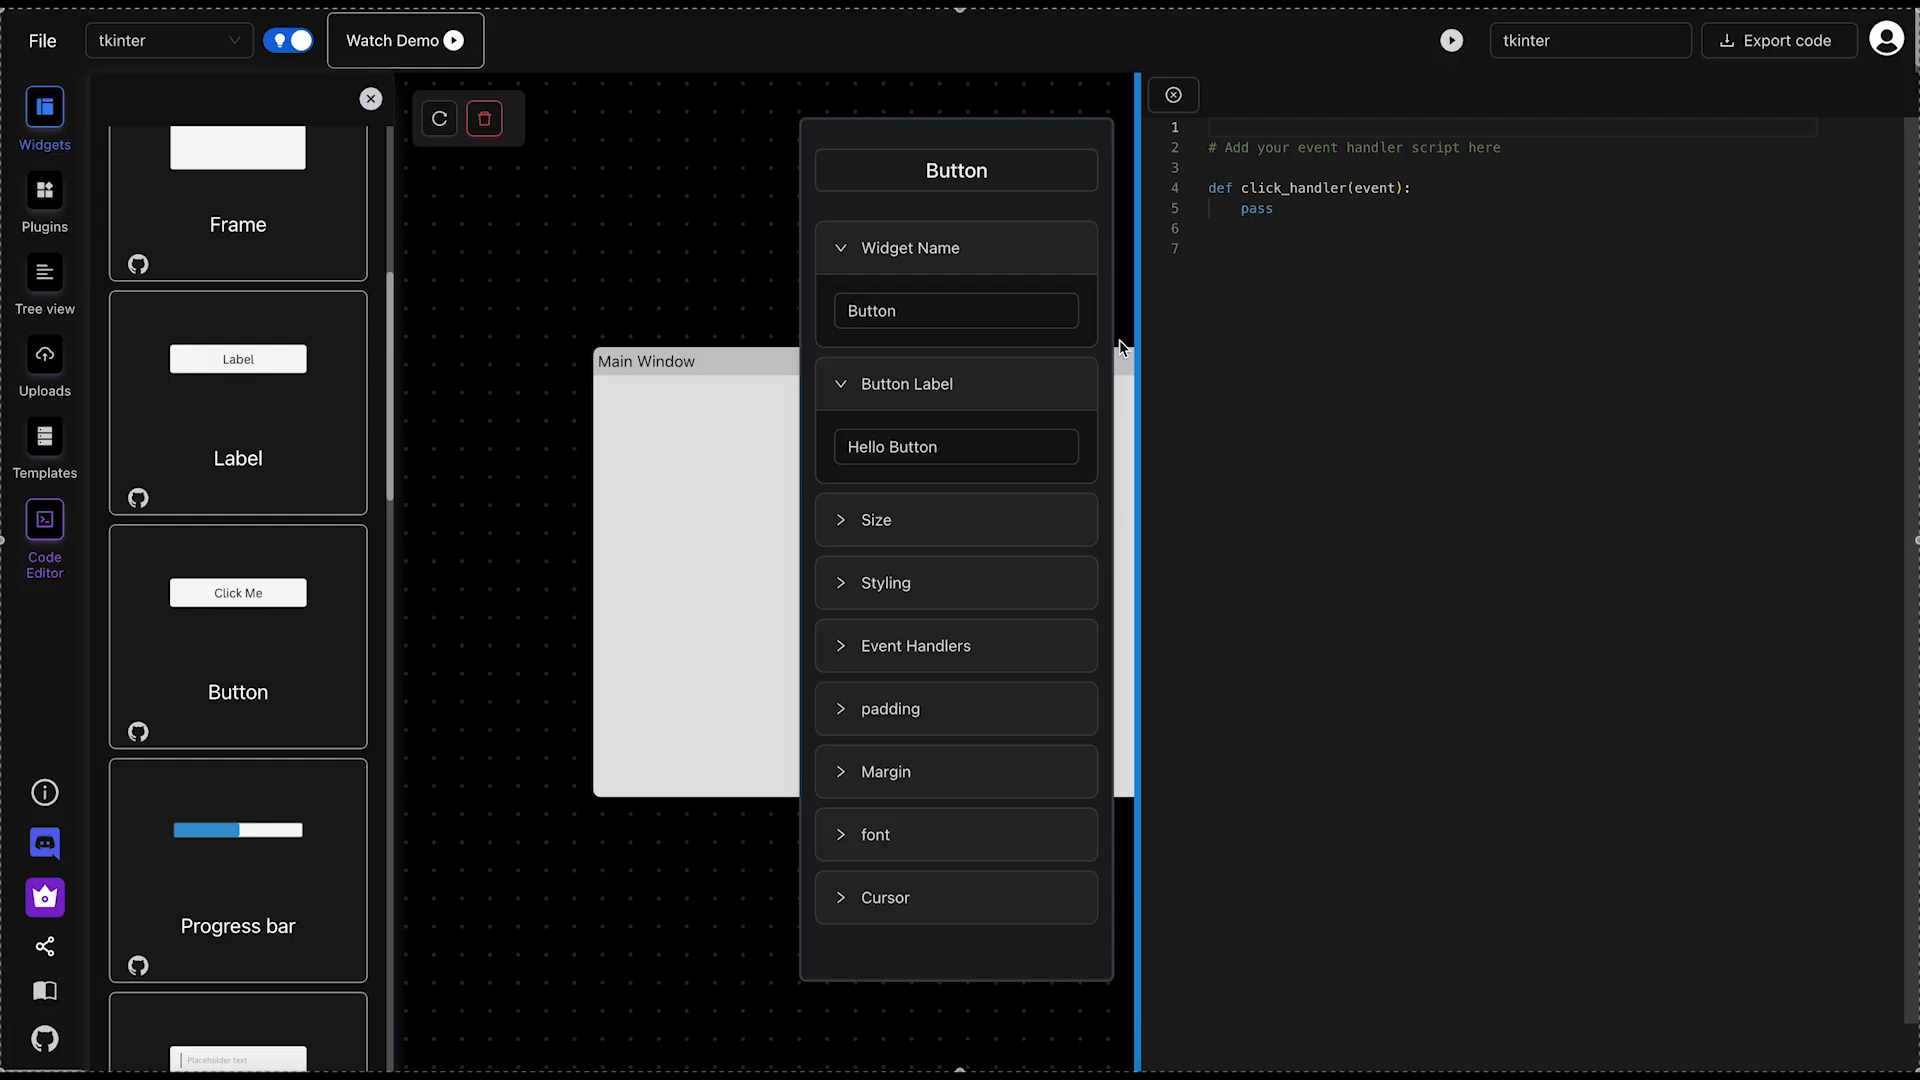 File
tkinter
Watch Demo
tkinter
Export code
Widgets
Plugins
Tree view
Uploads
Templates
Code
Editor
Frame
Label
Label
Click Me
Button
Progress bar
Placeholder text
Main Window
Button
Widget Name
Button
Button Label
Hello Button
Size
Styling
Event Handlers
padding
Margin
font
Cursor
1
2 # Add your event handler script here
3
4 def click_handler(event):
5 pass
6
7